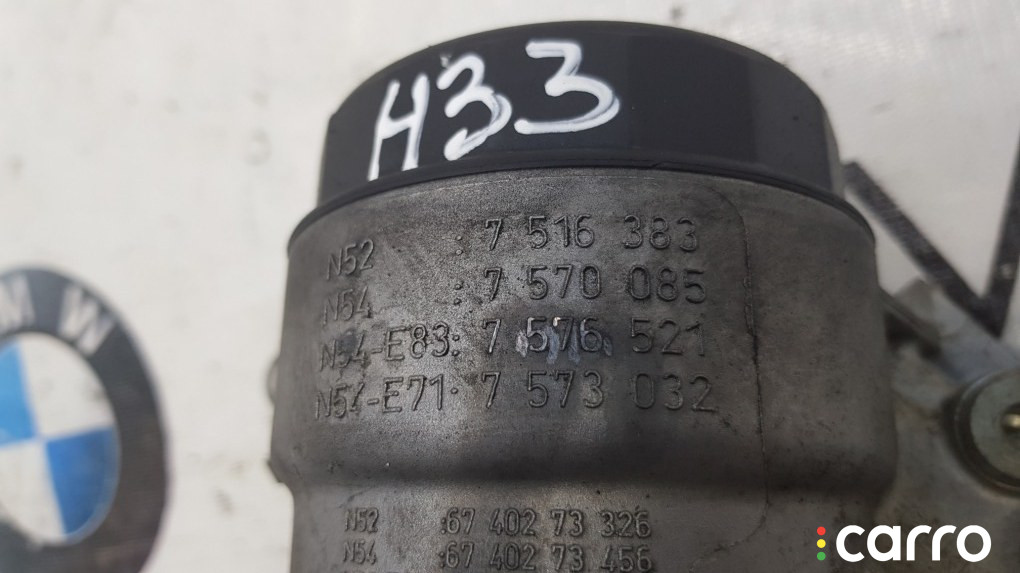 H33
N52 : 7 516 383
N54 : 7 570 085
N54-E83: 7 576 521
N54-E71: 7 573 032
N52 :67 402 73 326
N54 :67 402 73 456
MW
carro